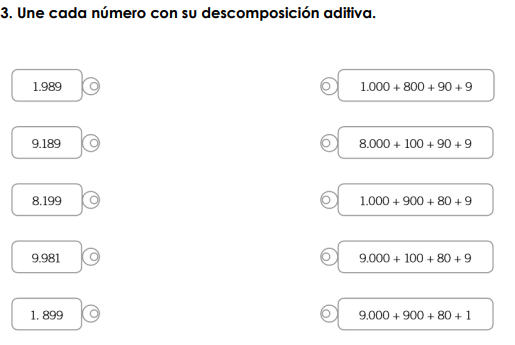 3. Une cada número con su descomposición aditiva.
1.989 1.000 + 800 + 90 + 9
9.189 8.000 + 100 + 90 + 9
8.199 1.000 + 900 + 80 + 9
9.981 9.000 + 100 + 80 + 9
1. 899 9.000 + 900 + 80 + 1